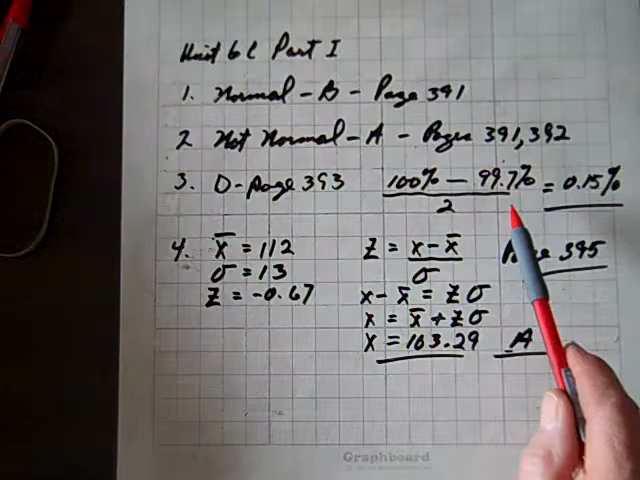 Unit 6C Part I
1. Normal - B - Page 391
2 Not Normal - A - Pages 391,392
3. D - page 393 (100% - 99.7%)/2 = 0.15%
4. x̄ = 112 z = (x - x̄)/σ Page 395
σ = 13
z = -0.67 x - x̄ = zσ
x = x̄ + zσ
x = 103.29 A
Graphboard